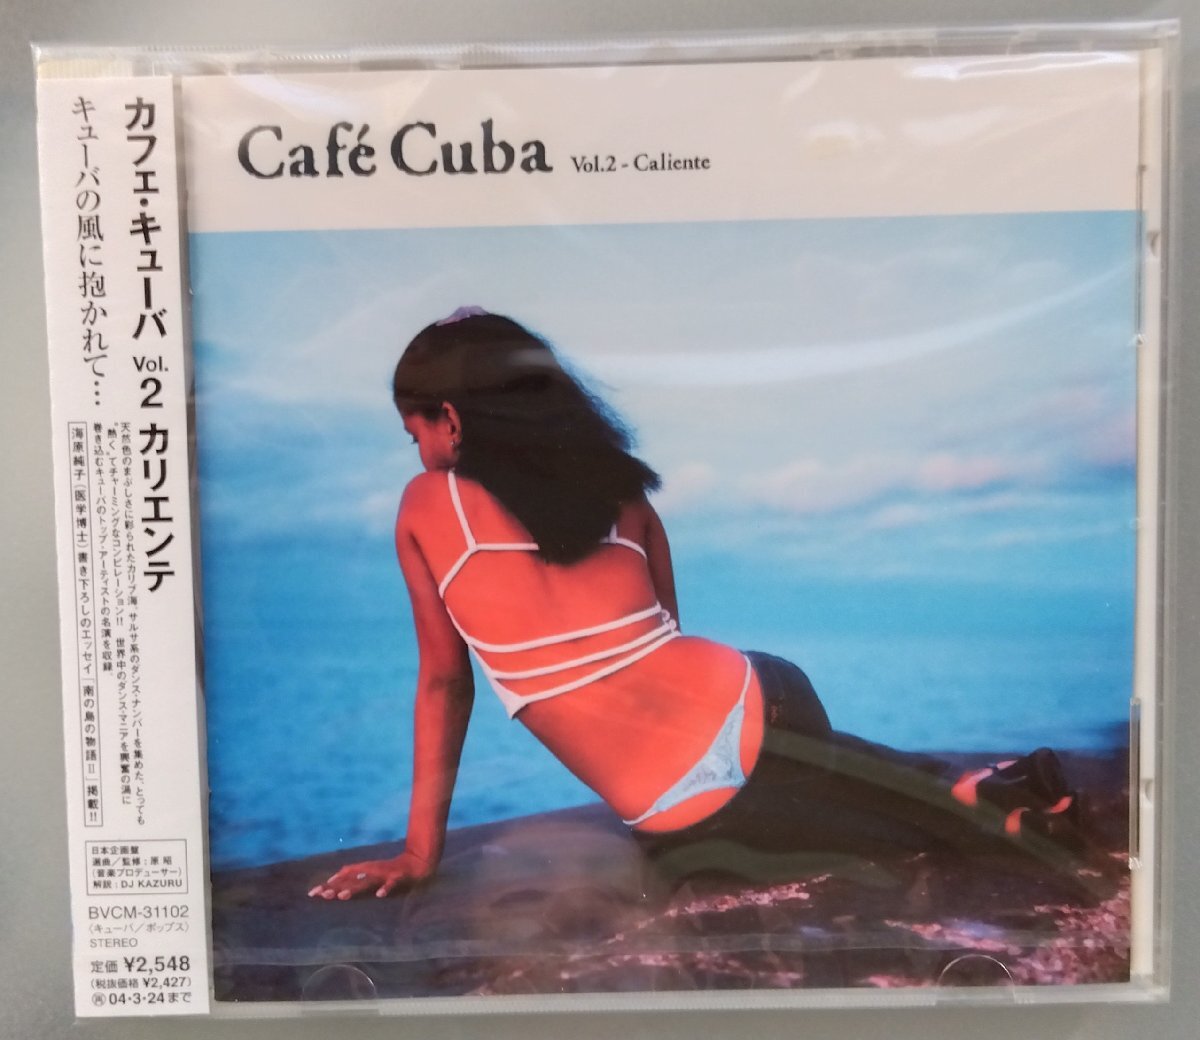 Café Cuba Vol.2 - Caliente
カフェ・キューバ Vol.2 カリエンテ
キューバの風に抱かれて…
天然色のまぶしさに彩られたカリブ海、サルサ系のダンス・ナンバーを集めた、とっても
"熱く"てチャーミングなコンピレーション!! 世界中のダンス・マニアを興奮の渦に
巻き込むキューバのトップ・アーティストの名演を収録。
海原純子(医学博士)書き下ろしのエッセイ「南の島の物語Ⅱ」掲載!!
日本企画盤
選曲／監修：原 昭
(音楽プロデューサー)
解説：DJ KAZURU
BVCM-31102
〈キューバ／ポップス〉
STEREO
定価 ¥2,548
(税抜価格 ¥2,427)
㊞ 04・3・24まで